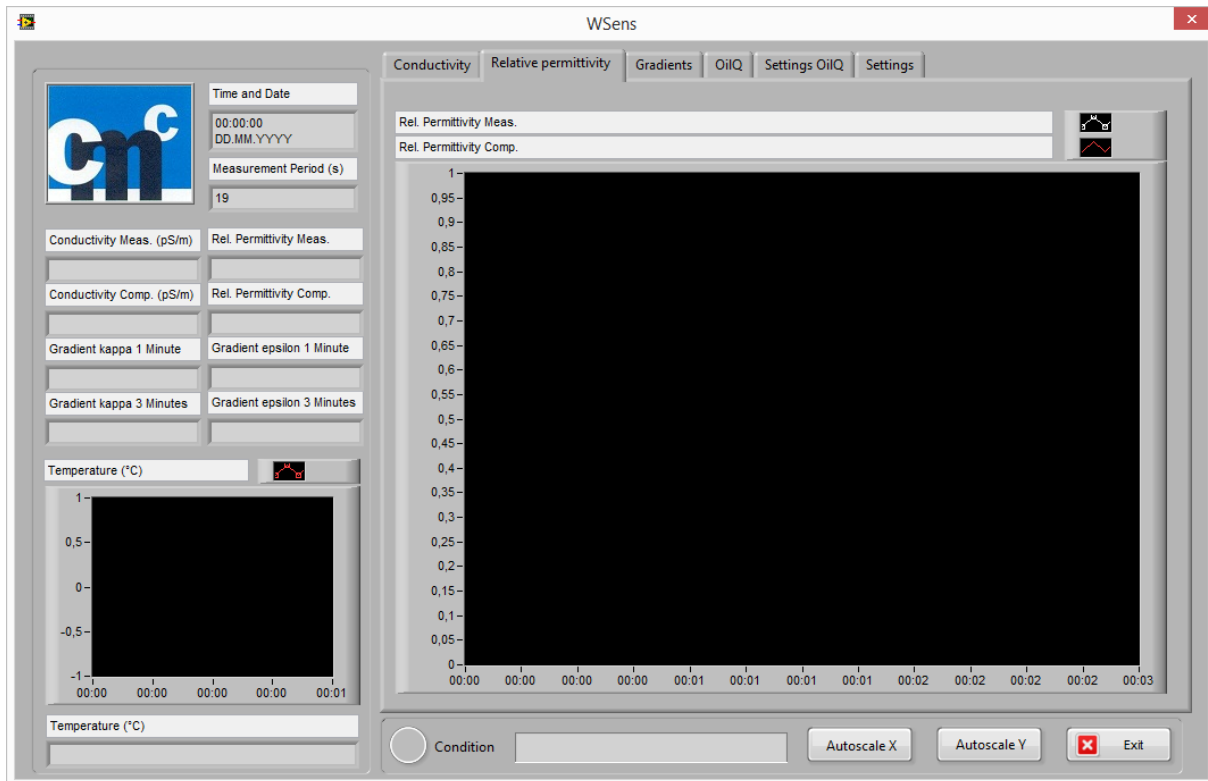 WSens
cmc
Time and Date
00:00:00
DD.MM.YYYY
Measurement Period (s)
19
Conductivity Meas. (pS/m) Rel. Permittivity Meas.
Conductivity Comp. (pS/m) Rel. Permittivity Comp.
Gradient kappa 1 Minute Gradient epsilon 1 Minute
Gradient kappa 3 Minutes Gradient epsilon 3 Minutes
Temperature (°C)
1
0,5
0
-0,5
-1
00:00 00:00 00:00 00:00 00:01
Temperature (°C)
Conductivity Relative permittivity Gradients OilQ Settings OilQ Settings
Rel. Permittivity Meas.
Rel. Permittivity Comp.
1
0,95
0,9
0,85
0,8
0,75
0,7
0,65
0,6
0,55
0,5
0,45
0,4
0,35
0,3
0,25
0,2
0,15
0,1
0,05
0
00:00 00:00 00:00 00:00 00:01 00:01 00:01 00:01 00:02 00:02 00:02 00:02 00:03
Condition Autoscale X Autoscale Y Exit